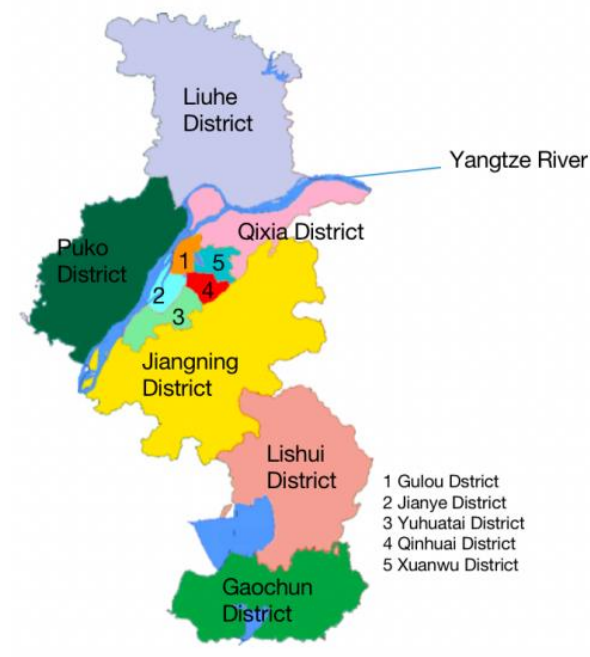 Liuhe
District
Yangtze River
Qixia District
Puko
District
1
5
4
2
3
Jiangning
District
Lishui
District
1 Gulou Dstrict
2 Jianye District
3 Yuhuatai District
4 Qinhuai District
5 Xuanwu District
Gaochun
District